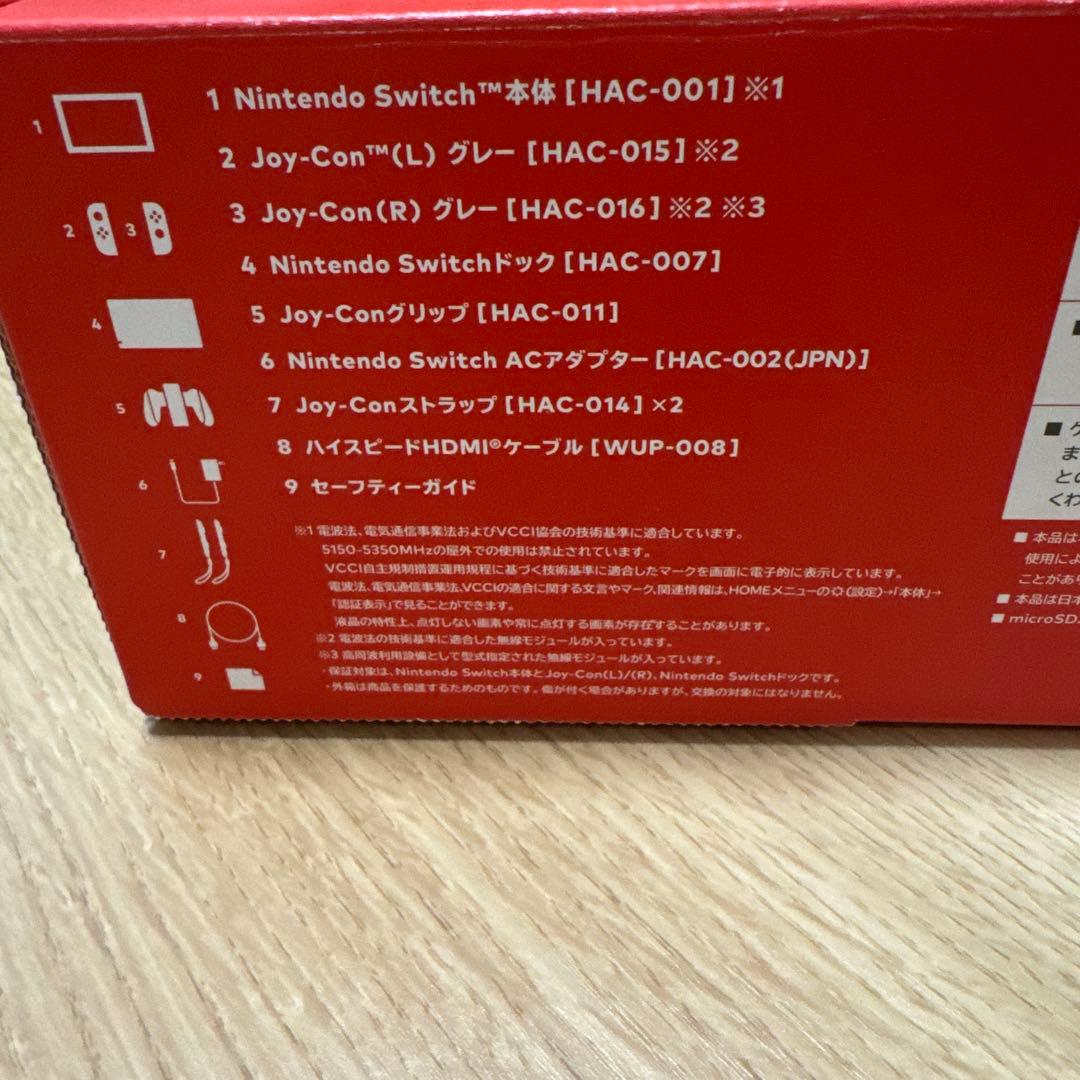 1 Nintendo Switch™本体［HAC-001］※1
2 Joy-Con™(L) グレー［HAC-015］※2
3 Joy-Con(R) グレー［HAC-016］※2 ※3
4 Nintendo Switchドック［HAC-007］
5 Joy-Conグリップ［HAC-011］
6 Nintendo Switch ACアダプター［HAC-002(JPN)］
7 Joy-Conストラップ［HAC-014］×2
8 ハイスピードHDMI®ケーブル［WUP-008］
9 セーフティーガイド
※1 電波法、電気通信事業法およびVCCI協会の技術基準に適合しています。
5150-5350MHzの屋外での使用は禁止されています。
VCCI自主規制措置運用規程に基づく技術基準に適合したマークを画面に電子的に表示しています。
電波法、電気通信事業法、VCCIの適合に関する文言やマーク、関連情報は、HOMEメニューの(設定)→「本体」→
「認証表示」で見ることができます。
液晶の特性上、点灯しない画素や常に点灯する画素が存在することがあります。
※2 電波法の技術基準に適合した無線モジュールが入っています。
※3 高周波利用設備として型式指定された無線モジュールが入っています。
・保証対象は、Nintendo Switch本体とJoy-Con(L)/(R)、Nintendo Switchドックです。
・外箱は商品を保護するためのものです。傷が付く場合がありますが、交換の対象にはなりません。
1
2
3
4
5
6
7
8
9
■ ゲ
ま
との
くわ
■ 本品は
使用によ
ことがあり
■ 本品は日本
■ microSD